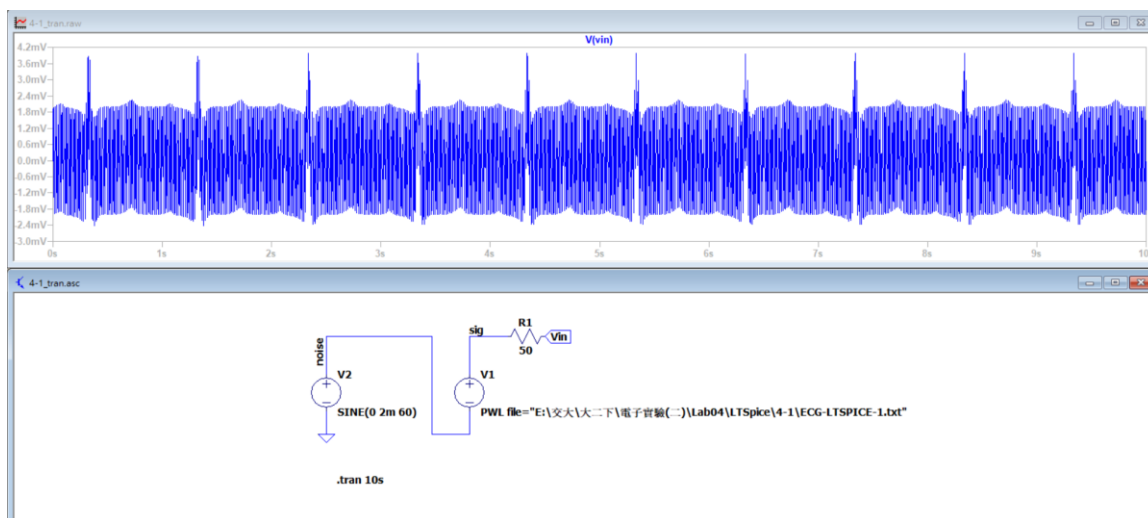 4-1_tran.raw
V(vin)
4.2mV
3.6mV
3.0mV
2.4mV
1.8mV
1.2mV
0.6mV
0.0mV
-0.6mV
-1.2mV
-1.8mV
-2.4mV
-3.0mV
0s 1s 2s 3s 4s 5s 6s 7s 8s 9s 10
4-1_tran.asc
noise
V2
SINE(0 2m 60)
sig
R1
50
Vin
V1
PWL file="E:\交大\大二下\電子實驗(二)\Lab04\LTSpice\4-1\ECG-LTSPICE-1.txt"
.tran 10s